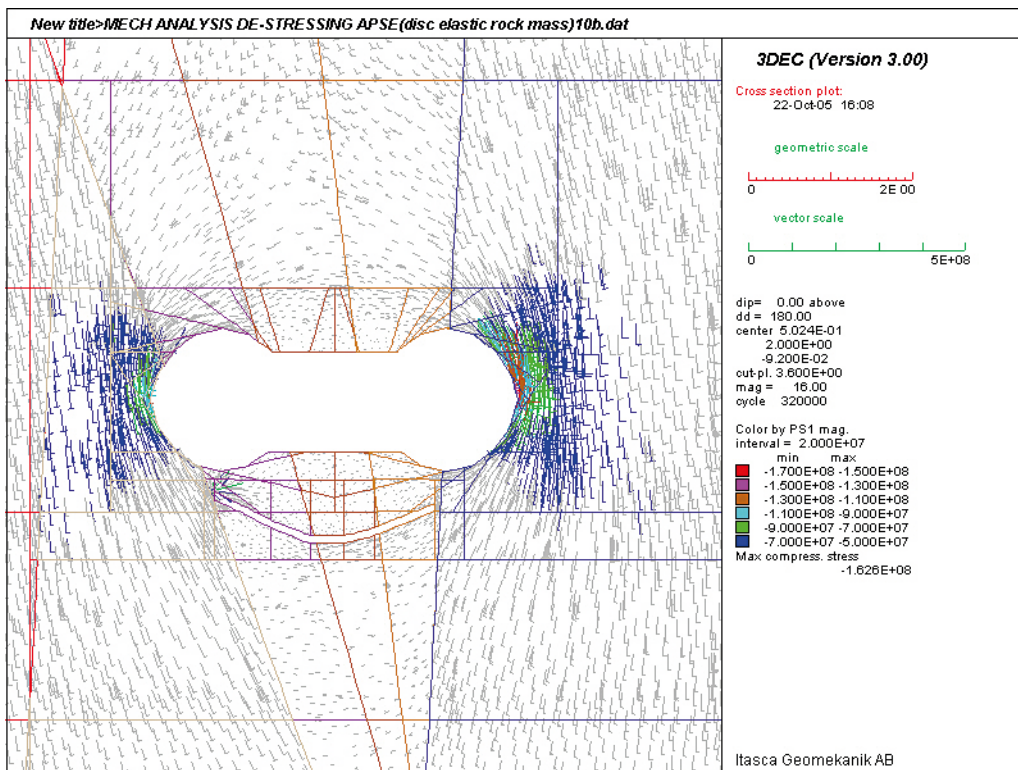 New title>MECH ANALYSIS DE-STRESSING APSE(disc elastic rock mass)10b.dat
3DEC (Version 3.00)
Cross section plot:
22-Oct-05 16:08
geometric scale
0 2E 00
vector scale
0 5E+08
dip= 0.00 above
dd = 180.00
center 5.024E-01
2.000E+00
-9.200E-02
cut-pl. 3.600E+00
mag = 16.00
cycle 320000
Color by PS1 mag.
interval = 2.000E+07
min max
-1.700E+08 -1.500E+08
-1.500E+08 -1.300E+08
-1.300E+08 -1.100E+08
-1.100E+08 -9.000E+07
-9.000E+07 -7.000E+07
-7.000E+07 -5.000E+07
Max compress. stress
-1.626E+08
Itasca Geomekanik AB